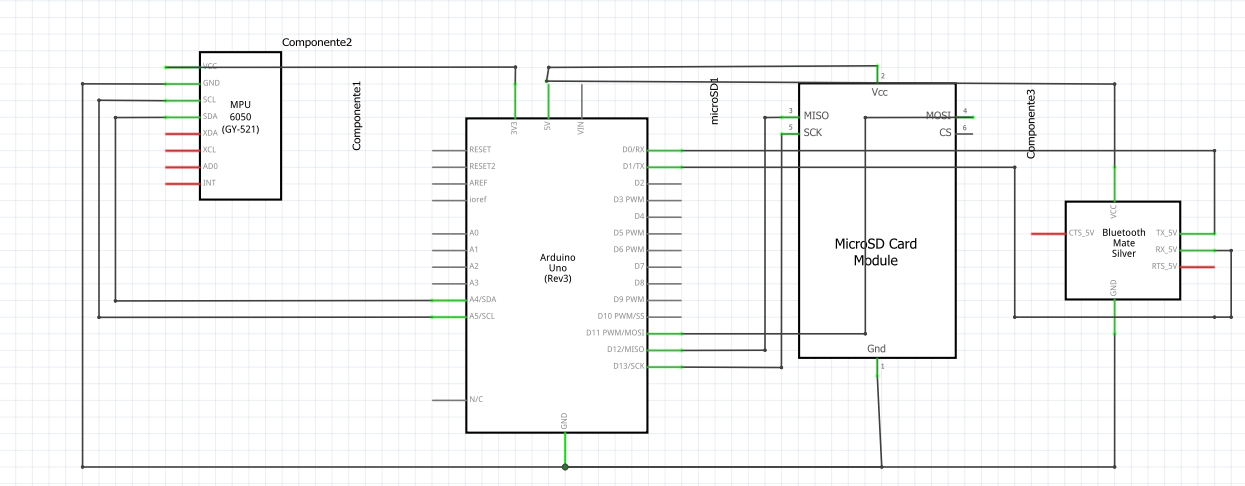 Componente2
VCC
GND
SCL
SDA
XDA
XCL
AD0
INT
MPU
6050
(GY-521)
Componente1
3V3
5V
VIN
RESET
RESET2
AREF
ioref
A0
A1
A2
A3
A4/SDA
A5/SCL
N/C
Arduino
Uno
(Rev3)
D0/RX
D1/TX
D2
D3 PWM
D4
D5 PWM
D6 PWM
D7
D8
D9 PWM
D10 PWM/SS
D11 PWM/MOSI
D12/MISO
D13/SCK
GND
microSD1
2
Vcc
3
MISO
5
SCK
4
MOSI
6
CS
MicroSD Card
Module
Gnd
1
Componente3
VCC
CTS_5V
Bluetooth
Mate
Silver
TX_5V
RX_5V
RTS_5V
GND